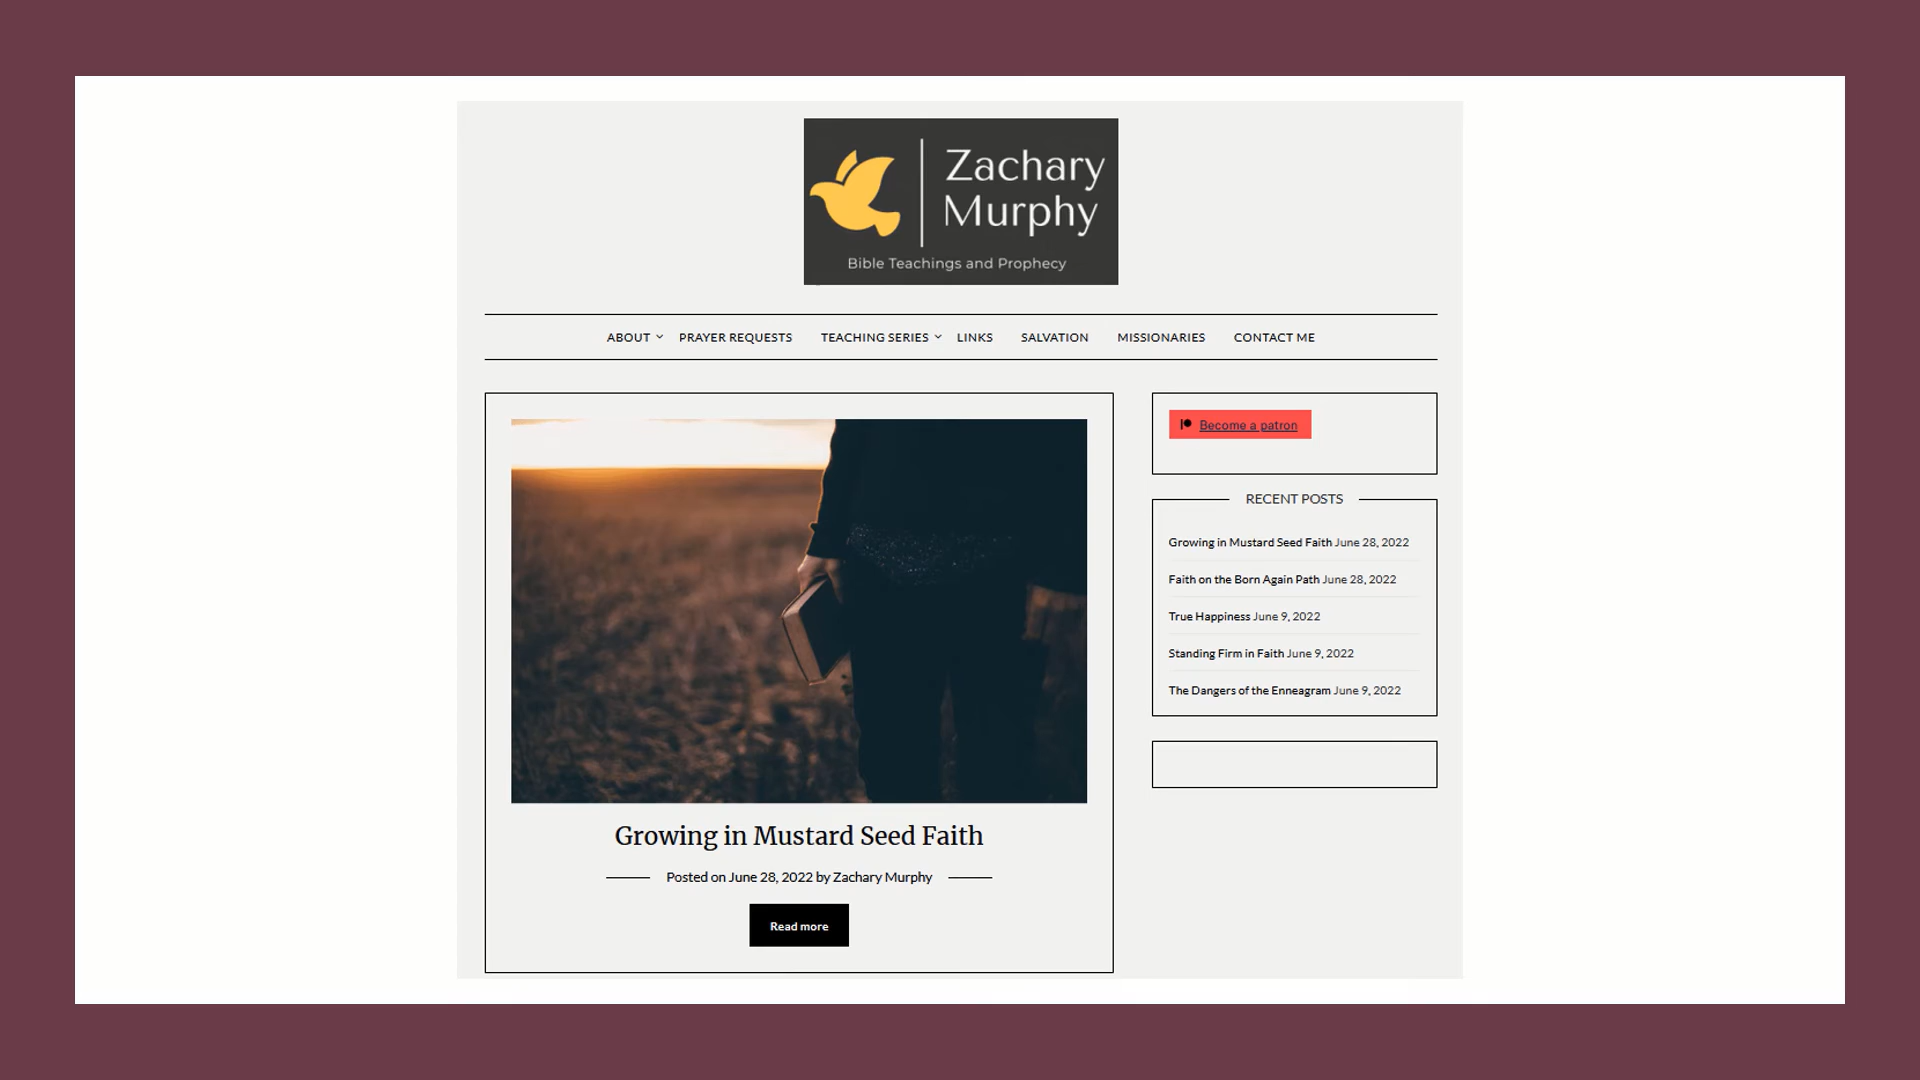 Zachary
Murphy
Bible Teachings and Prophecy
ABOUT PRAYER REQUESTS TEACHING SERIES LINKS SALVATION MISSIONARIES CONTACT ME
Growing in Mustard Seed Faith
Posted on June 28, 2022 by Zachary Murphy
Read more
Become a patron
RECENT POSTS
Growing in Mustard Seed Faith June 28, 2022
Faith on the Born Again Path June 28, 2022
True Happiness June 9, 2022
Standing Firm in Faith June 9, 2022
The Dangers of the Enneagram June 9, 2022